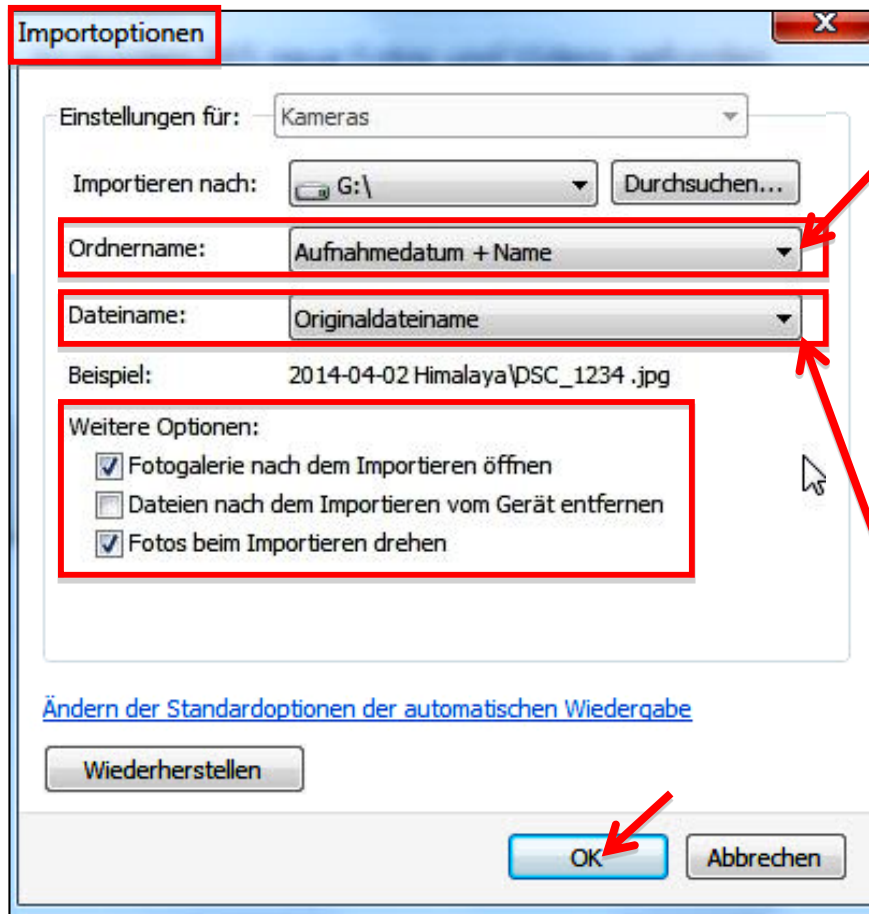 Importoptionen
X
Einstellungen für: Kameras
Importieren nach: G:\ Durchsuchen...
Ordnername: Aufnahmedatum + Name
Dateiname: Originaldateiname
Beispiel: 2014-04-02 Himalaya\DSC_1234 .jpg
Weitere Optionen:
Fotogalerie nach dem Importieren öffnen
Dateien nach dem Importieren vom Gerät entfernen
Fotos beim Importieren drehen
Ändern der Standardoptionen der automatischen Wiedergabe
Wiederherstellen
OK Abbrechen